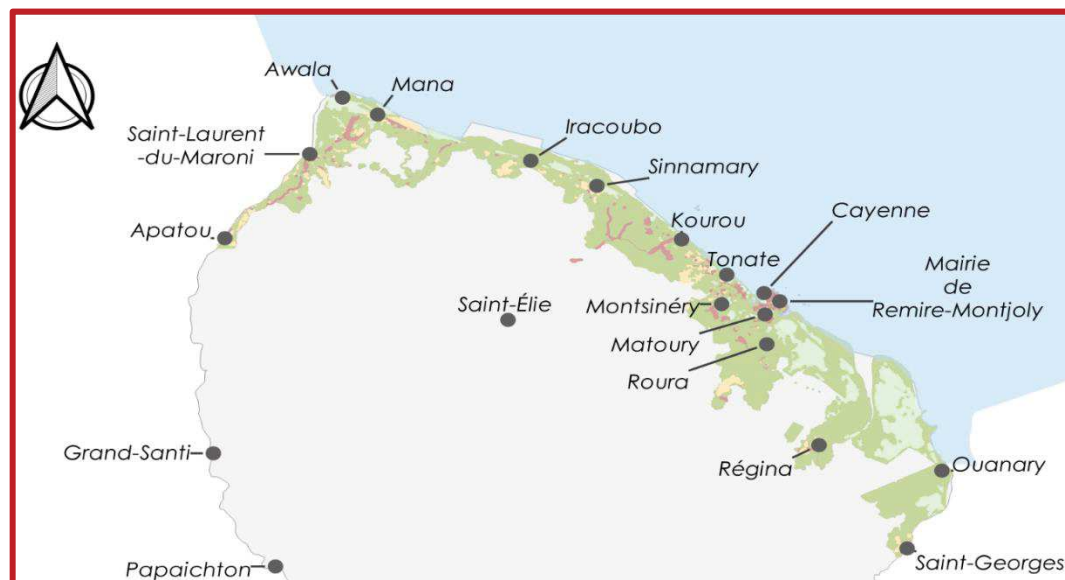 Awala
Mana
Saint-Laurent
-du-Maroni
Iracoubo
Sinnamary
Apatou
Kourou
Cayenne
Tonate
Mairie
de
Remire-Montjoly
Saint-Élie
Montsinéry
Matoury
Roura
Grand-Santi
Régina
Ouanary
Saint-Georges
Papaichton